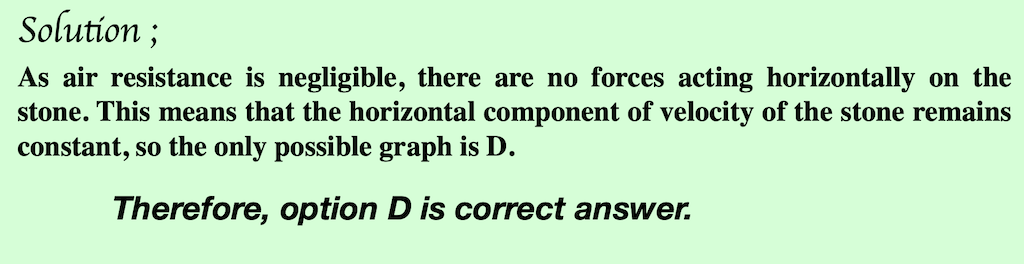 Solution ;
As air resistance is negligible, there are no forces acting horizontally on the
stone. This means that the horizontal component of velocity of the stone remains
constant, so the only possible graph is D.
Therefore, option D is correct answer.